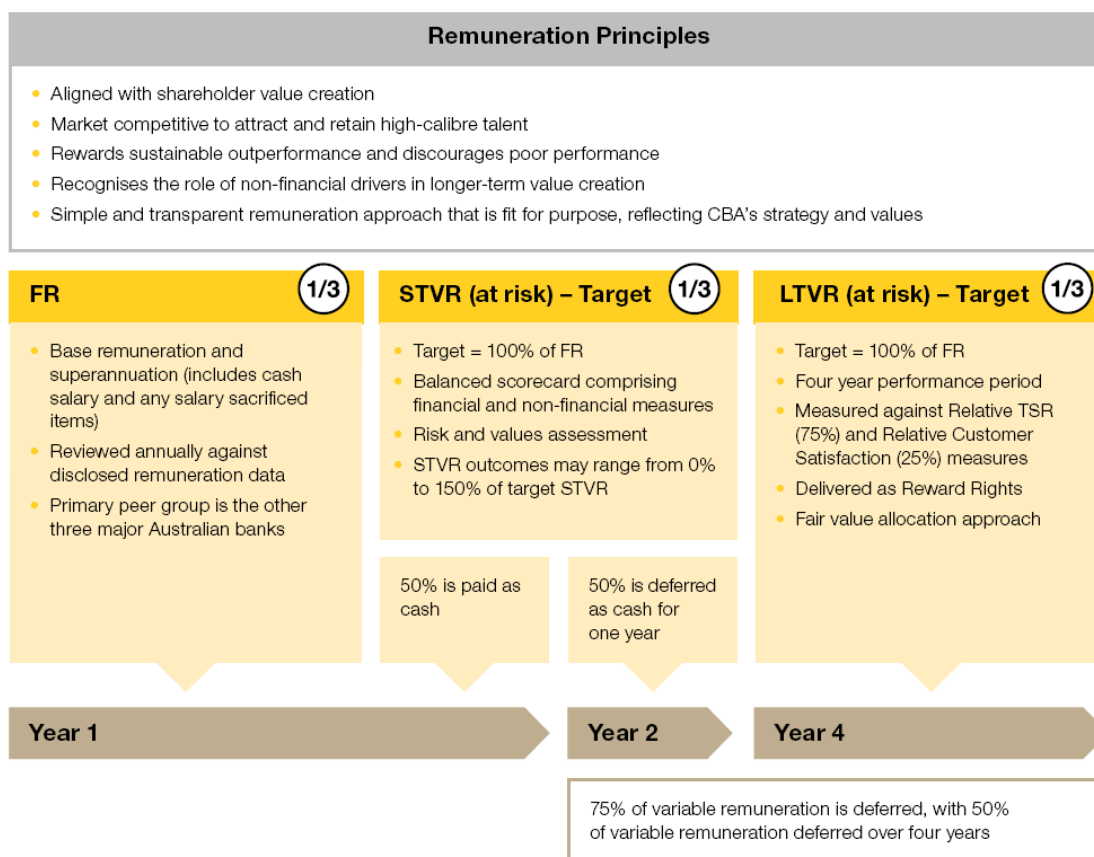 Remuneration Principles
• Aligned with shareholder value creation
• Market competitive to attract and retain high-calibre talent
• Rewards sustainable outperformance and discourages poor performance
• Recognises the role of non-financial drivers in longer-term value creation
• Simple and transparent remuneration approach that is fit for purpose, reflecting CBA's strategy and values
FR 1/3
• Base remuneration and
superannuation (includes cash
salary and any salary sacrificed
items)
• Reviewed annually against
disclosed remuneration data
• Primary peer group is the other
three major Australian banks
STVR (at risk) – Target 1/3
• Target = 100% of FR
• Balanced scorecard comprising
financial and non-financial measures
• Risk and values assessment
• STVR outcomes may range from 0%
to 150% of target STVR
50% is paid as
cash
50% is deferred
as cash for
one year
LTVR (at risk) – Target 1/3
• Target = 100% of FR
• Four year performance period
• Measured against Relative TSR
(75%) and Relative Customer
Satisfaction (25%) measures
• Delivered as Reward Rights
• Fair value allocation approach
Year 1
Year 2
Year 4
75% of variable remuneration is deferred, with 50%
of variable remuneration deferred over four years